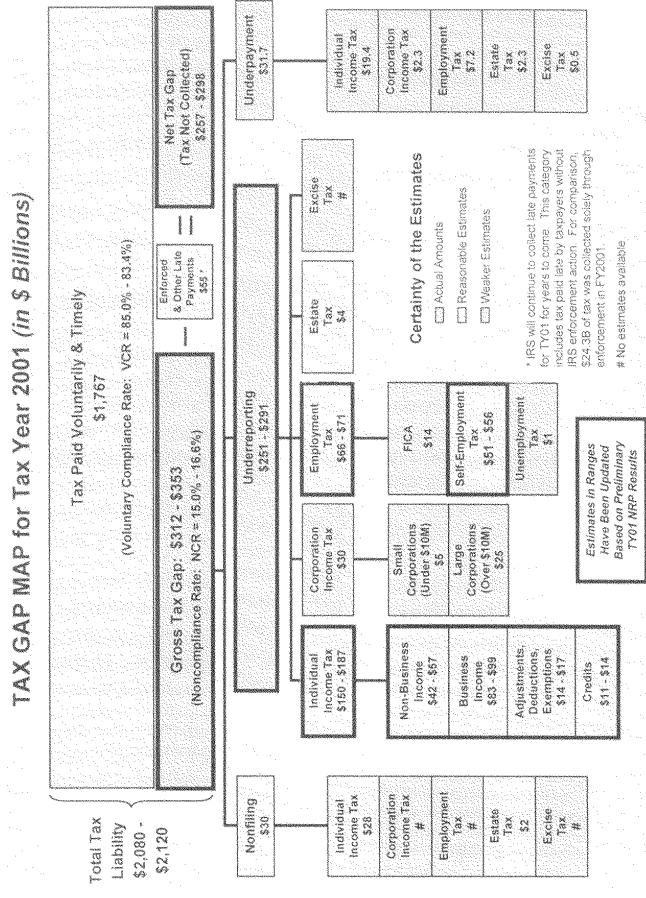 TAX GAP MAP for Tax Year 2001 (in $ Billions)
Total Tax
Liability
$2,080 -
$2,120
Tax Paid Voluntarily & Timely
$1,767
(Voluntary Compliance Rate: VCR = 85.0% - 83.4%)
Gross Tax Gap: $312 - $353
(Noncompliance Rate: NCR = 15.0% - 16.6%)
—
Enforced
& Other Late
Payments
$55 *
=
Net Tax Gap
(Tax Not Collected)
$257 - $298
Nonfiling
$30
Individual
Income Tax
$28
Corporation
Income Tax
#
Employment
Tax
#
Estate
Tax
$2
Excise
Tax
#
Underreporting
$251 - $291
Individual
Income Tax
$150 - $187
Non-Business
Income
$42 - $57
Business
Income
$83 - $99
Adjustments,
Deductions,
Exemptions
$14 - $17
Credits
$11 - $14
Corporation
Income Tax
$30
Small
Corporations
(Under $10M)
$5
Large
Corporations
(Over $10M)
$25
Employment
Tax
$66 - $71
FICA
$14
Self-Employment
Tax
$51 - $56
Unemployment
Tax
$1
Estate
Tax
$4
Excise
Tax
#
Underpayment
$31.7
Individual
Income Tax
$19.4
Corporation
Income Tax
$2.3
Employment
Tax
$7.2
Estate
Tax
$2.3
Excise
Tax
$0.5
Certainty of the Estimates
Actual Amounts
Reasonable Estimates
Weaker Estimates
* IRS will continue to collect late payments
for TY01 for years to come. This category
includes tax paid late by taxpayers without
IRS enforcement action. For comparison,
$24.3B of tax was collected solely through
enforcement in FY2001.
# No estimates available
Estimates in Ranges
Have Been Updated
Based on Preliminary
TY01 NRP Results